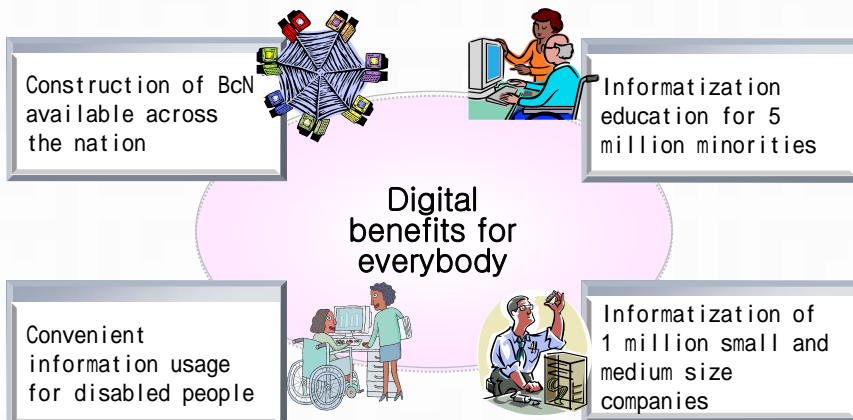 Construction of BcN
available across
the nation
Informatization
education for 5
million minorities
Digital
benefits for
everybody
Convenient
information usage
for disabled people
Informatization of
1 million small and
medium size
companies